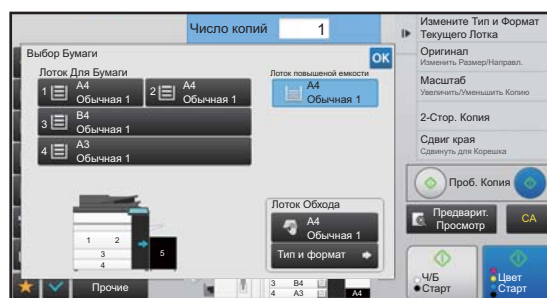 Число копий 1
Выбор Бумаги
OK
Лоток Для Бумаги
1 A4
Обычная 1
2 A4
Обычная 1
3 B4
Обычная 1
4 A3
Обычная 1
Лоток повышеной емкости
A4
Обычная 1
1 2
3
4
5
Лоток Обхода
A4
Обычная 1
Тип и формат
Прочие
3 B4
4 A3
A4
Измените Тип и Формат
Текущего Лотка
Оригинал
Изменить Размер/Направл.
Масштаб
Увеличить/Уменьшить Копию
2-Стор. Копия
Сдвиг края
Сдвинуть для Корешка
Проб. Копия
Предварит.
Просмотр
CA
Ч/Б
Старт
Цвет
Старт